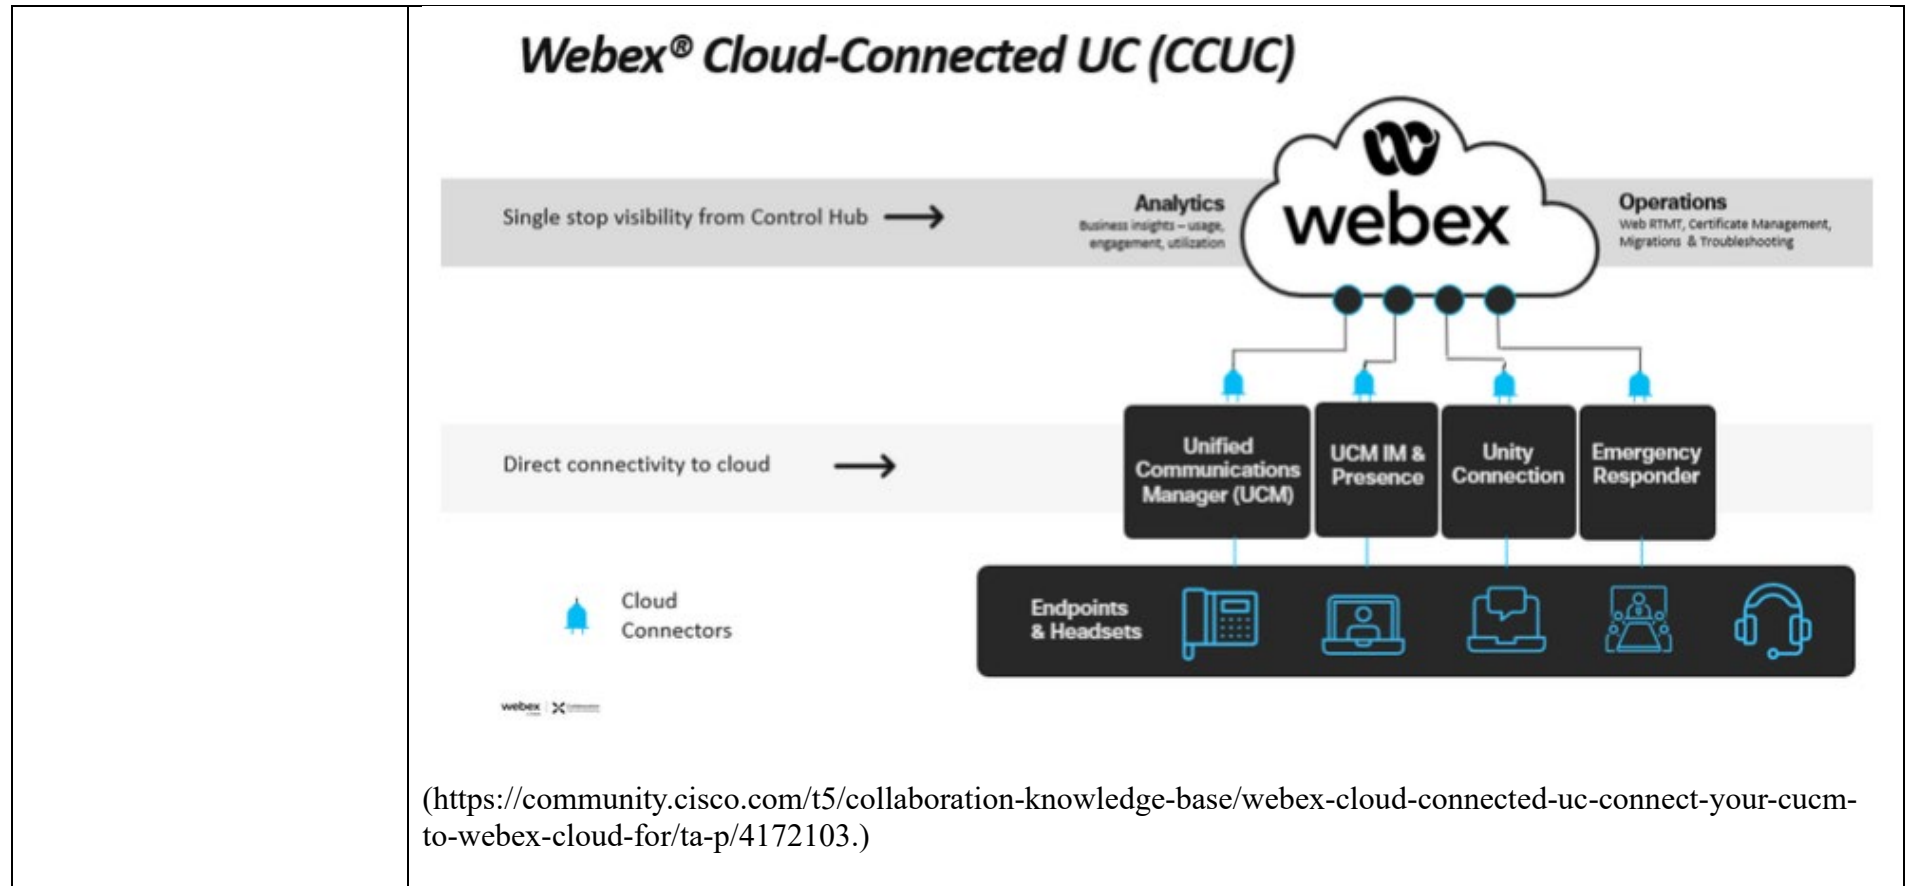 Webex® Cloud-Connected UC (CCUC)
webex
Single stop visibility from Control Hub
Analytics
Business insights – usage,
engagement, utilization
Operations
Web RTMT, Certificate Management,
Migrations & Troubleshooting
Direct connectivity to cloud
Unified
Communications
Manager (UCM)
UCM IM &
Presence
Unity
Connection
Emergency
Responder
Cloud
Connectors
Endpoints
& Headsets
webex
(https://community.cisco.com/t5/collaboration-knowledge-base/webex-cloud-connected-uc-connect-your-cucm-
to-webex-cloud-for/ta-p/4172103.)